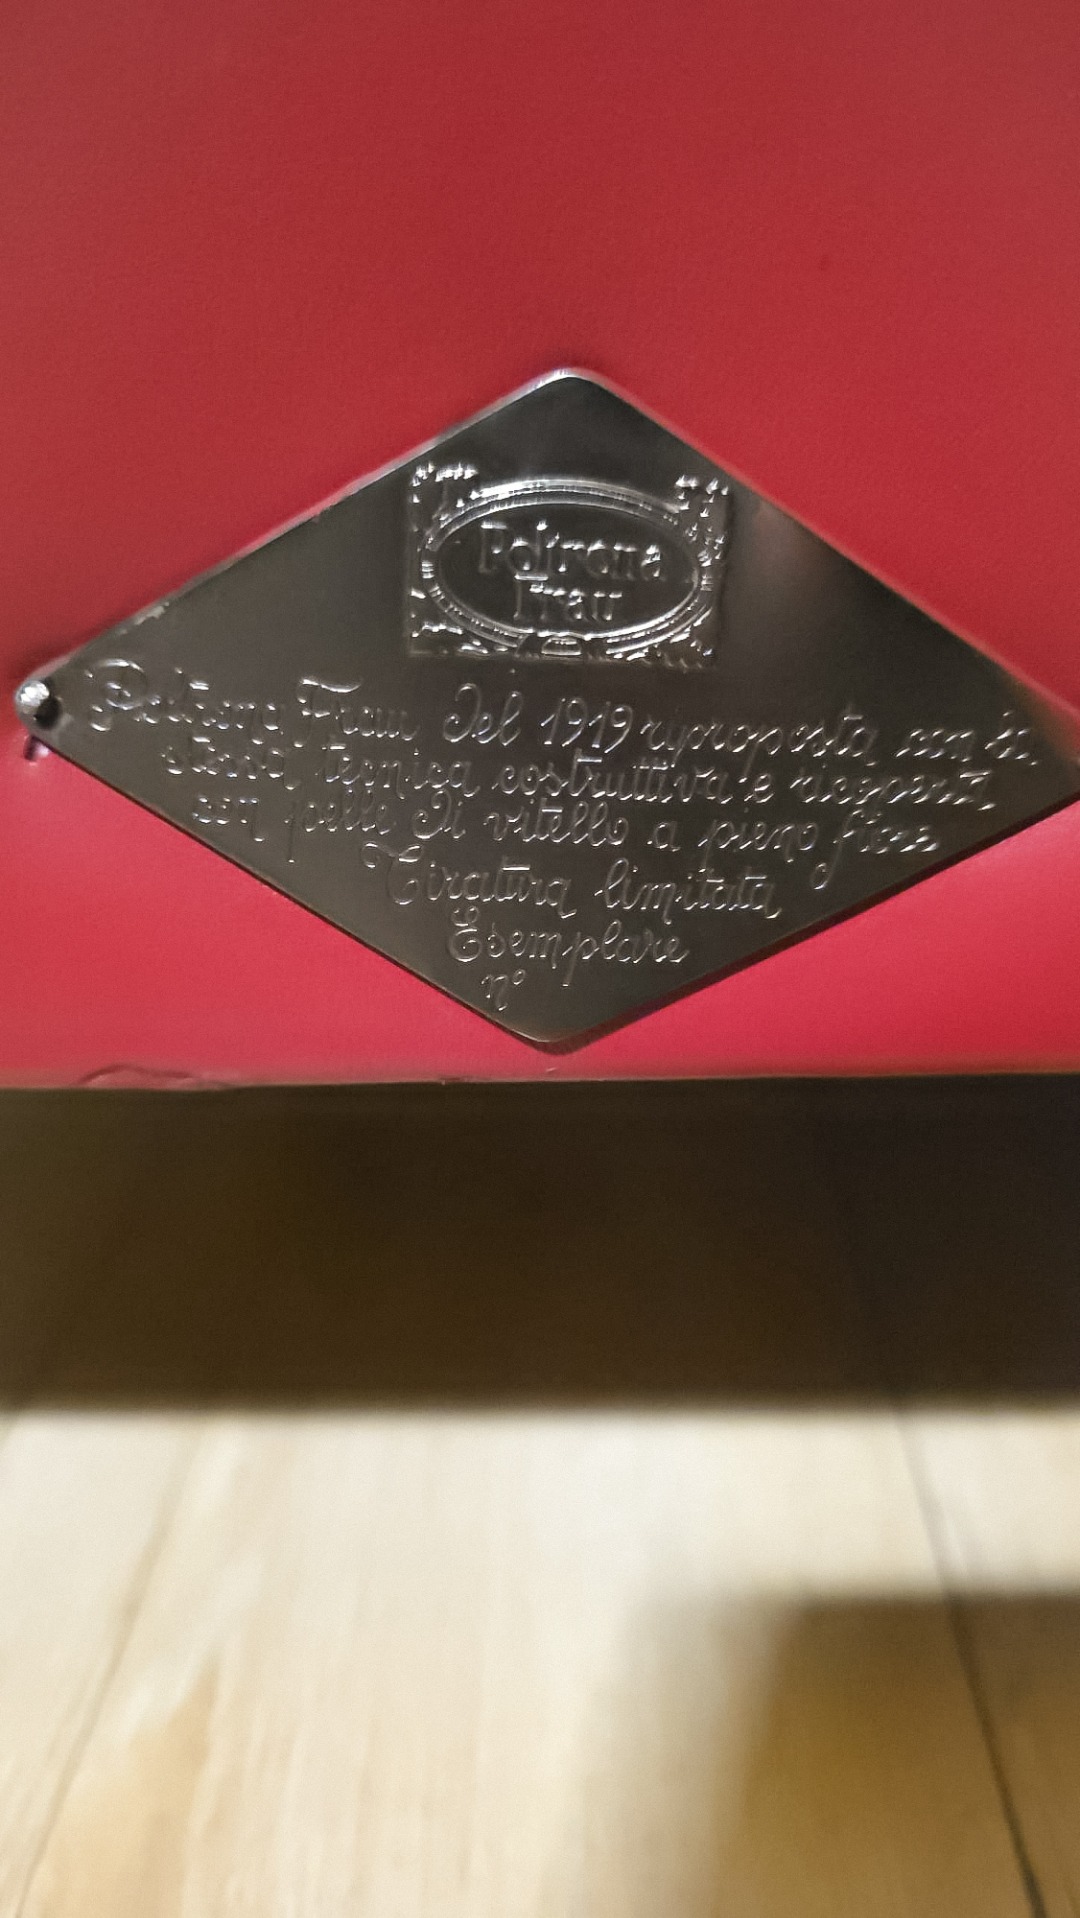 Poltrona
Frau
Poltrona Frau del 1919 riproposta con la
stessa tecnica costruttiva e ricoperta
con pelle di vitello a pieno fiore
Tiratura limitata
Esemplare
n°